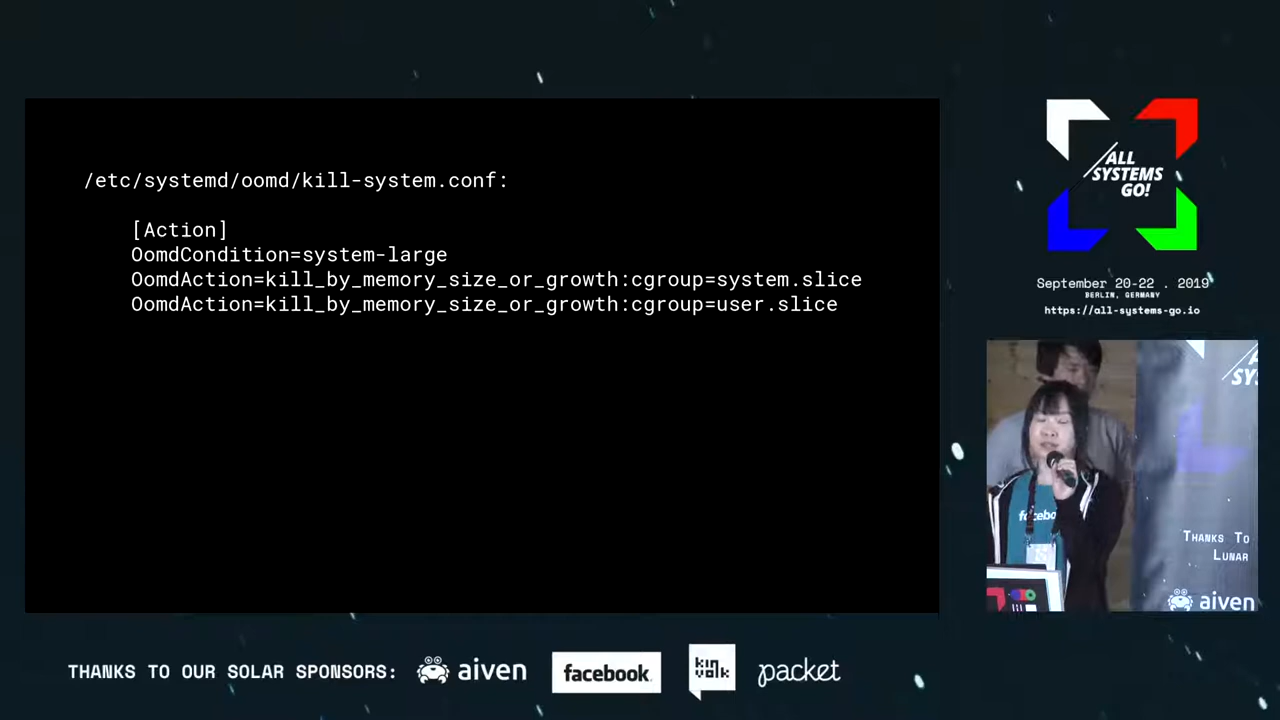 /etc/systemd/oomd/kill-system.conf:
[Action]
OomdCondition=system-large
OomdAction=kill_by_memory_size_or_growth:cgroup=system.slice
OomdAction=kill_by_memory_size_or_growth:cgroup=user.slice
ALL
SYSTEMS
GO!
September 20-22 . 2019
BERLIN, GERMANY
https://all-systems-go.io
A
SYS
facebo
THANKS TO
LUNAR
aiven
THANKS TO OUR SOLAR SPONSORS:
aiven
facebook
kinvolk
packet